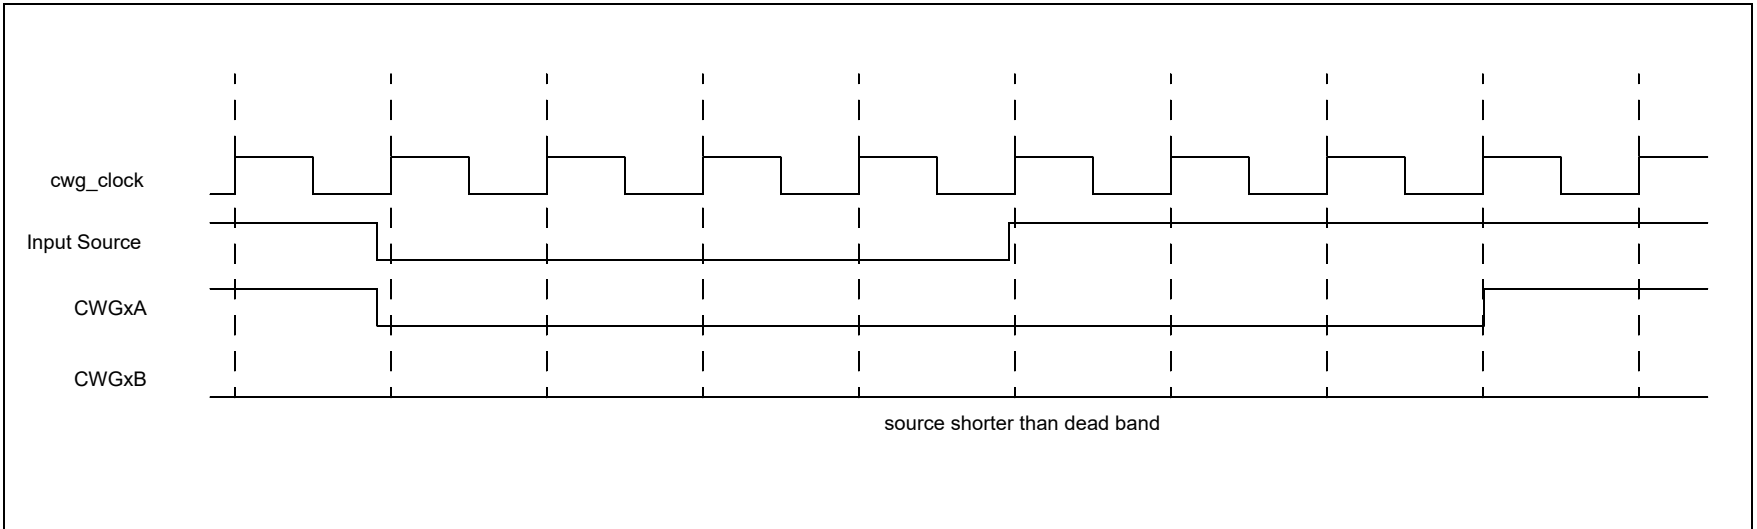 cwg_clock
Input Source
CWGxA
CWGxB
source shorter than dead band